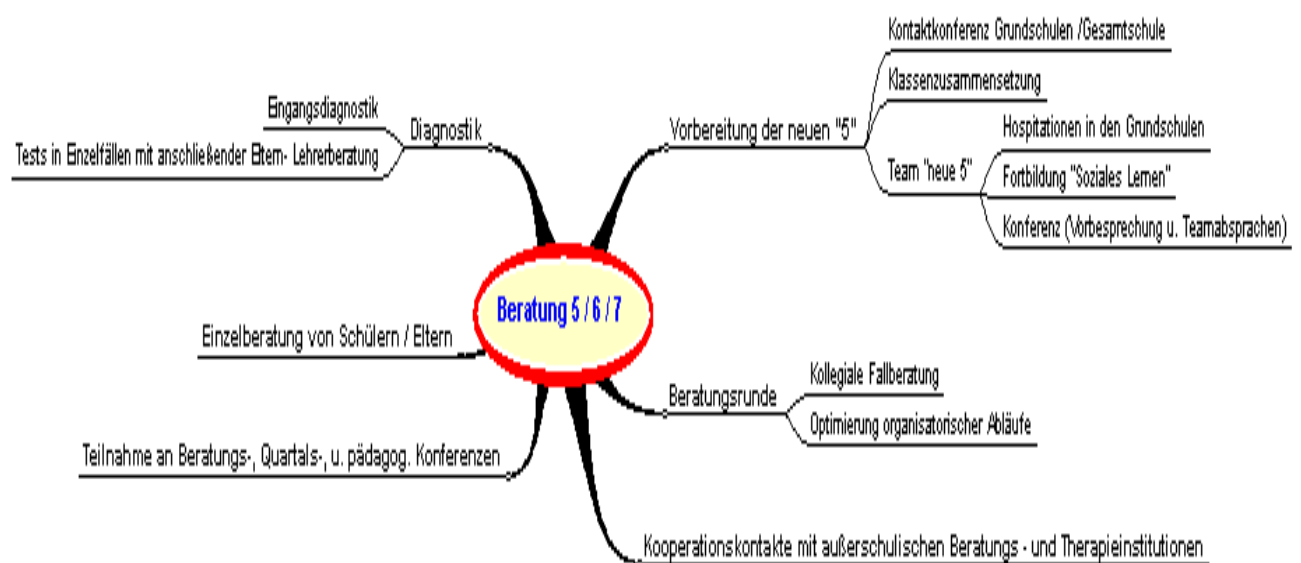 Beratung 5 / 6 / 7
Diagnostik
Eingangsdiagnostik
Tests in Einzelfällen mit anschließender Eltern- Lehrerberatung
Einzelberatung von Schülern / Eltern
Teilnahme an Beratungs-, Quartals-, u. pädagog. Konferenzen
Vorbereitung der neuen "5"
Kontaktkonferenz Grundschulen /Gesamtschule
Klassenzusammensetzung
Team "neue 5"
Hospitationen in den Grundschulen
Fortbildung "Soziales Lernen"
Konferenz (Vorbesprechung u. Teamabsprachen)
Beratungsrunde
Kollegiale Fallberatung
Optimierung organisatorischer Abläufe
Kooperationskontakte mit außerschulischen Beratungs - und Therapieinstitutionen